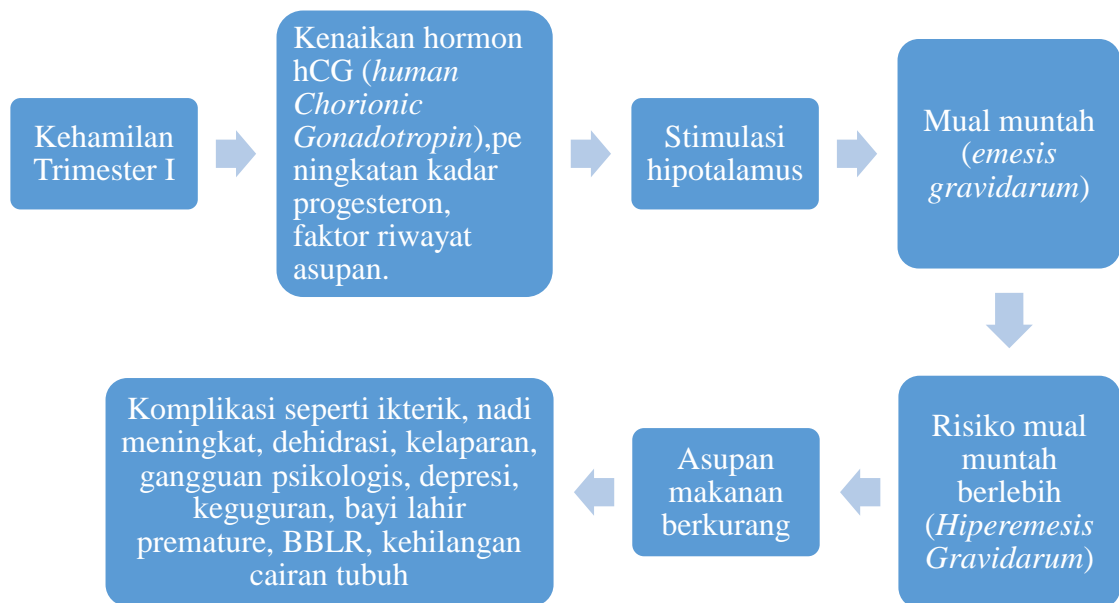 Kehamilan
Trimester I
Kenaikan hormon
hCG (human
Chorionic
Gonadotropin),pe
ningkatan kadar
progesteron,
faktor riwayat
asupan.
Stimulasi
hipotalamus
Mual muntah
(emesis
gravidarum)
Risiko mual
muntah
berlebih
(Hiperemesis
Gravidarum)
Asupan
makanan
berkurang
Komplikasi seperti ikterik, nadi
meningkat, dehidrasi, kelaparan,
gangguan psikologis, depresi,
keguguran, bayi lahir
premature, BBLR, kehilangan
cairan tubuh